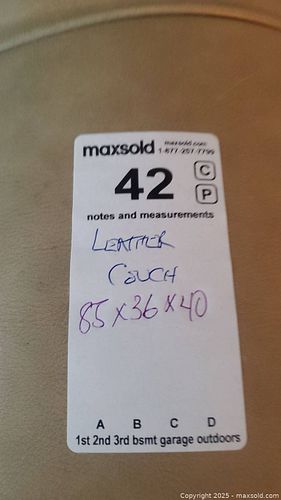 maxsold maxsold.com
1-877-257-7799
42 C
P
notes and measurements
LEATHER
COUCH
85 x 36 x 40
A B C D
1st 2nd 3rd bsmt garage outdoors
Copyright 2025 - maxsold.com